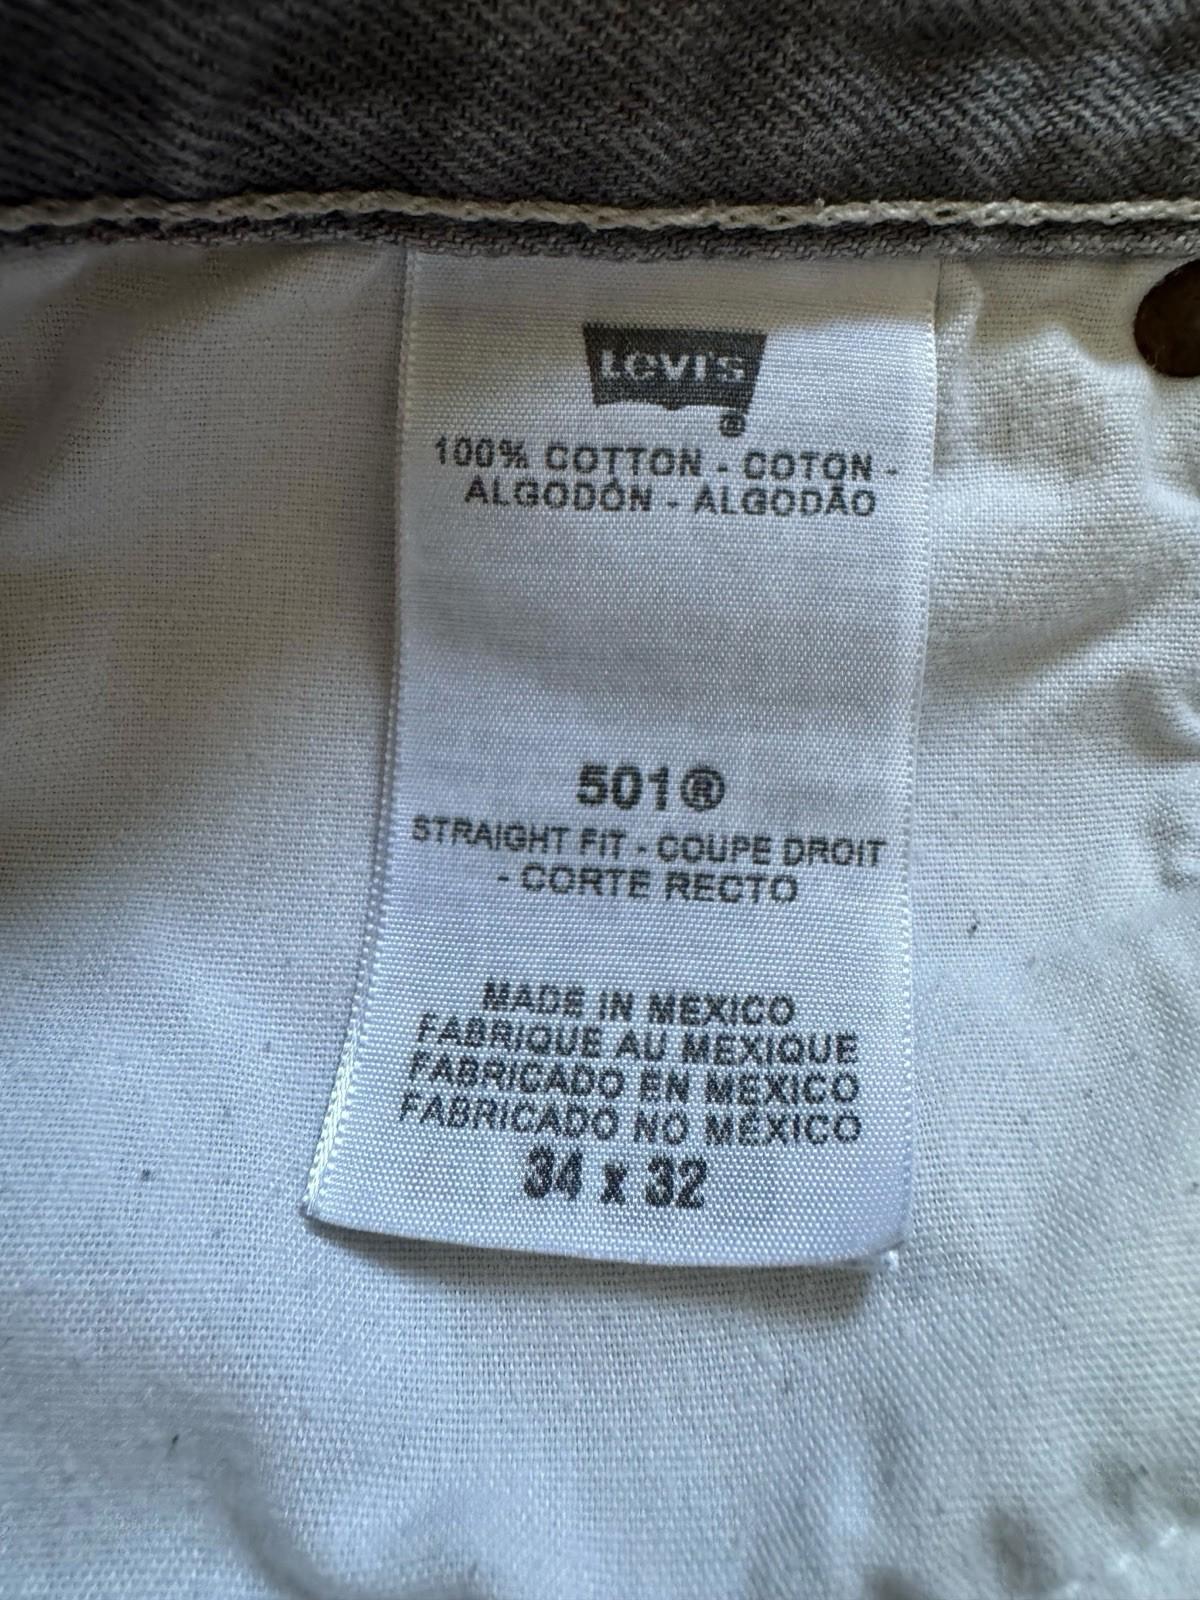 Levi's
®
100% COTTON - COTON -
ALGODÓN - ALGODÃO
501®
STRAIGHT FIT - COUPE DROIT
- CORTE RECTO
MADE IN MEXICO
FABRIQUE AU MEXIQUE
FABRICADO EN MEXICO
FABRICADO NO MÉXICO
34 x 32